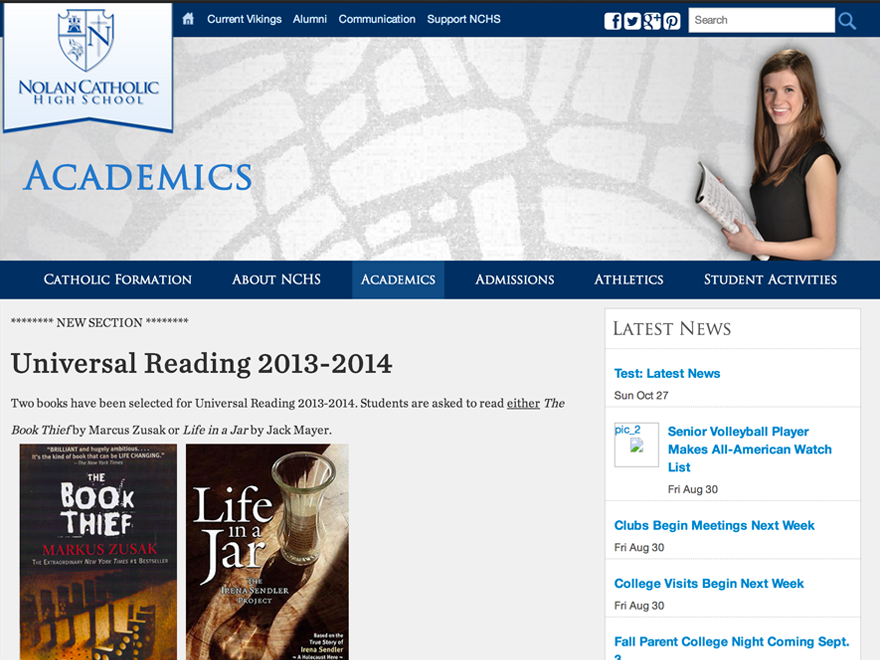 Current Vikings Alumni Communication Support NCHS
Search
N
NOLAN CATHOLIC
HIGH SCHOOL
ACADEMICS
CATHOLIC FORMATION ABOUT NCHS ACADEMICS ADMISSIONS ATHLETICS STUDENT ACTIVITIES
******** NEW SECTION ********
Universal Reading 2013-2014
Two books have been selected for Universal Reading 2013-2014. Students are asked to read either The
Book Thief by Marcus Zusak or Life in a Jar by Jack Mayer.
"BRILLIANT and hugely ambitious. . . .
It's the kind of book that can be LIFE CHANGING."
—The New York Times
THE
BOOK
THIEF
MARKUS ZUSAK
THE EXTRAORDINARY NEW YORK TIMES #1 BESTSELLER
Life
in a
Jar
THE
IRENA SENDLER
PROJECT
Based on the
True Story of
Irena Sendler
~ A Holocaust Hero ~
LATEST NEWS
Test: Latest News
Sun Oct 27
pic_2
Senior Volleyball Player
Makes All-American Watch
List
Fri Aug 30
Clubs Begin Meetings Next Week
Fri Aug 30
College Visits Begin Next Week
Fri Aug 30
Fall Parent College Night Coming Sept.
3